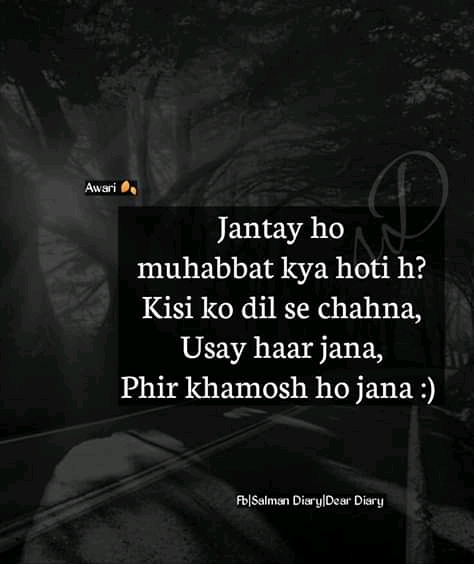 Awari 🍂
Jantay ho
muhabbat kya hoti h?
Kisi ko dil se chahna,
Usay haar jana,
Phir khamosh ho jana :)
Fb|Salman Diary|Dear Diary